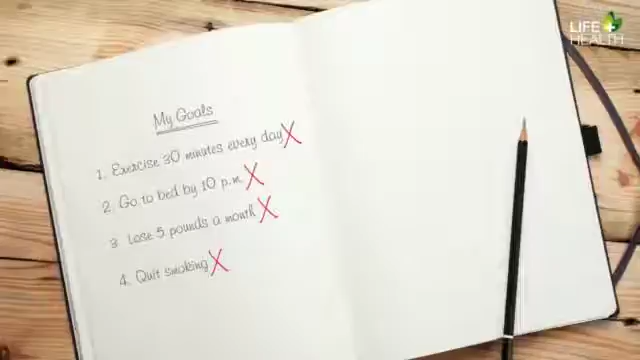 LIFE+
HEALTH
My Goals
1. Exercise 30 minutes every day X
2. Go to bed by 10 p.m. X
3. Lose 5 pounds a month X
4. Quit smoking X